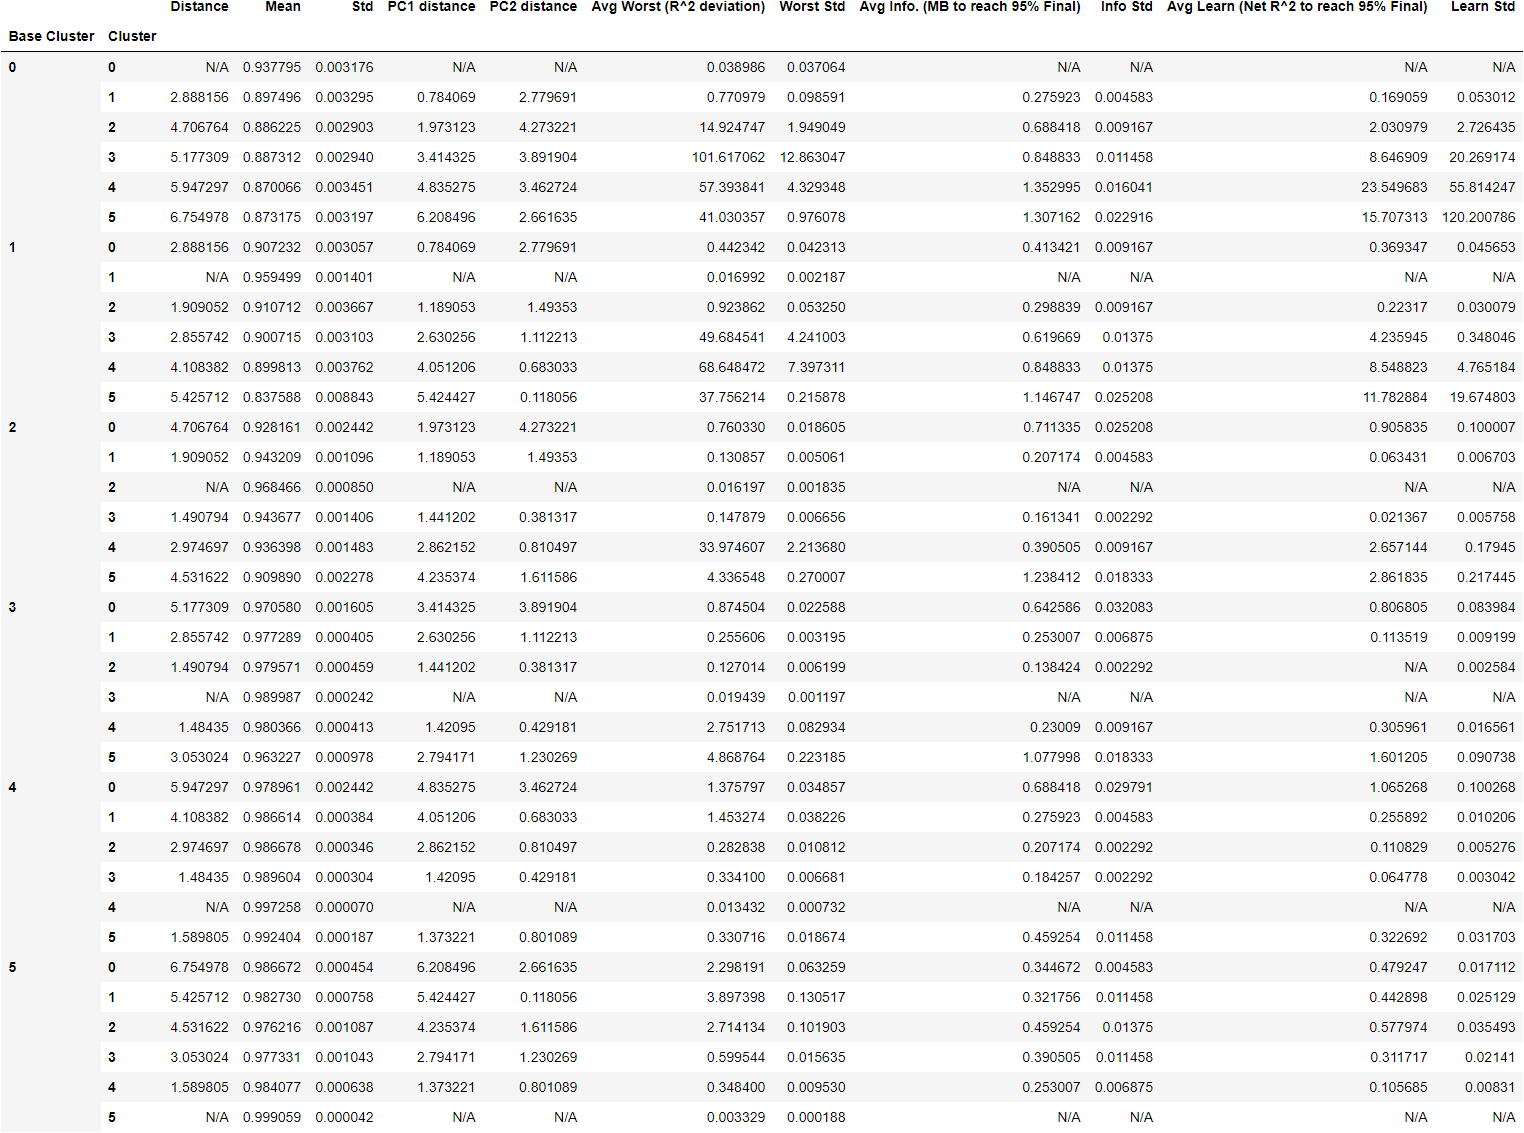 Distance Mean Std PC1 distance PC2 distance Avg Worst (R^2 deviation) Worst Std Avg Info. (MB to reach 95% Final) Info Std Avg Learn (Net R^2 to reach 95% Final) Learn Std
Base Cluster Cluster
0 0 N/A 0.937795 0.003176 N/A N/A 0.038986 0.037064 N/A N/A N/A N/A
1 2.888156 0.897496 0.003295 0.784069 2.779691 0.770979 0.098591 0.275923 0.004583 0.169059 0.053012
2 4.706764 0.886225 0.002903 1.973123 4.273221 14.924747 1.949049 0.688418 0.009167 2.030979 2.726435
3 5.177309 0.887312 0.002940 3.414325 3.891904 101.617062 12.863047 0.848833 0.011458 8.646909 20.269174
4 5.947297 0.870066 0.003451 4.835275 3.462724 57.393841 4.329348 1.352995 0.016041 23.549683 55.814247
5 6.754978 0.873175 0.003197 6.208496 2.661635 41.030357 0.976078 1.307162 0.022916 15.707313 120.200786
1 0 2.888156 0.907232 0.003057 0.784069 2.779691 0.442342 0.042313 0.413421 0.009167 0.369347 0.045653
1 N/A 0.959499 0.001401 N/A N/A 0.016992 0.002187 N/A N/A N/A N/A
2 1.909052 0.910712 0.003667 1.189053 1.49353 0.923862 0.053250 0.298839 0.009167 0.22317 0.030079
3 2.855742 0.900715 0.003103 2.630256 1.112213 49.684541 4.241003 0.619669 0.01375 4.235945 0.348046
4 4.108382 0.899813 0.003762 4.051206 0.683033 68.648472 7.397311 0.848833 0.01375 8.548823 4.765184
5 5.425712 0.837588 0.008843 5.424427 0.118056 37.756214 0.215878 1.146747 0.025208 11.782884 19.674803
2 0 4.706764 0.928161 0.002442 1.973123 4.273221 0.760330 0.018605 0.711335 0.025208 0.905835 0.100007
1 1.909052 0.943209 0.001096 1.189053 1.49353 0.130857 0.005061 0.207174 0.004583 0.063431 0.006703
2 N/A 0.968466 0.000850 N/A N/A 0.016197 0.001835 N/A N/A N/A N/A
3 1.490794 0.943677 0.001406 1.441202 0.381317 0.147879 0.006656 0.161341 0.002292 0.021367 0.005758
4 2.974697 0.936398 0.001483 2.862152 0.810497 33.974607 2.213680 0.390505 0.009167 2.657144 0.17945
5 4.531622 0.909890 0.002278 4.235374 1.611586 4.336548 0.270007 1.238412 0.018333 2.861835 0.217445
3 0 5.177309 0.970580 0.001605 3.414325 3.891904 0.874504 0.022588 0.642586 0.032083 0.806805 0.083984
1 2.855742 0.977289 0.000405 2.630256 1.112213 0.255606 0.003195 0.253007 0.006875 0.113519 0.009199
2 1.490794 0.979571 0.000459 1.441202 0.381317 0.127014 0.006199 0.138424 0.002292 N/A 0.002584
3 N/A 0.989987 0.000242 N/A N/A 0.019439 0.001197 N/A N/A N/A N/A
4 1.48435 0.980366 0.000413 1.42095 0.429181 2.751713 0.082934 0.23009 0.009167 0.305961 0.016561
5 3.053024 0.963227 0.000978 2.794171 1.230269 4.868764 0.223185 1.077998 0.018333 1.601205 0.090738
4 0 5.947297 0.978961 0.002442 4.835275 3.462724 1.375797 0.034857 0.688418 0.029791 1.065268 0.100268
1 4.108382 0.986614 0.000384 4.051206 0.683033 1.453274 0.038226 0.275923 0.004583 0.255892 0.010206
2 2.974697 0.986678 0.000346 2.862152 0.810497 0.282838 0.010812 0.207174 0.002292 0.110829 0.005276
3 1.48435 0.989604 0.000304 1.42095 0.429181 0.334100 0.006681 0.184257 0.002292 0.064778 0.003042
4 N/A 0.997258 0.000070 N/A N/A 0.013432 0.000732 N/A N/A N/A N/A
5 1.589805 0.992404 0.000187 1.373221 0.801089 0.330716 0.018674 0.459254 0.011458 0.322692 0.031703
5 0 6.754978 0.986672 0.000454 6.208496 2.661635 2.298191 0.063259 0.344672 0.004583 0.479247 0.017112
1 5.425712 0.982730 0.000758 5.424427 0.118056 3.897398 0.130517 0.321756 0.011458 0.442898 0.025129
2 4.531622 0.976216 0.001087 4.235374 1.611586 2.714134 0.101903 0.459254 0.01375 0.577974 0.035493
3 3.053024 0.977331 0.001043 2.794171 1.230269 0.599544 0.015635 0.390505 0.011458 0.311717 0.02141
4 1.589805 0.984077 0.000638 1.373221 0.801089 0.348400 0.009530 0.253007 0.006875 0.105685 0.00831
5 N/A 0.999059 0.000042 N/A N/A 0.003329 0.000188 N/A N/A N/A N/A